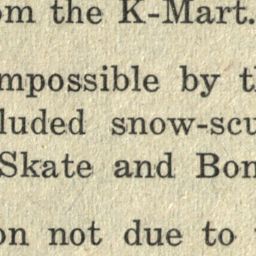 om the K-Mart.
mpossible by t
luded snow-scu
Skate and Bon
on not due to